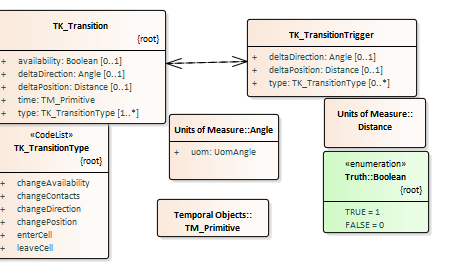 TK_Transition
{root}
+ availability: Boolean [0..1]
+ deltaDirection: Angle [0..1]
+ deltaPosition: Distance [0..1]
+ time: TM_Primitive
+ type: TK_TransitionType [1..*]
TK_TransitionTrigger
+ deltaDirection: Angle [0..1]
+ deltaPosition: Distance [0..1]
+ type: TK_TransitionType [0..*]
Units of Measure::
Distance
Units of Measure::Angle
+ uom: UomAngle
«CodeList»
TK_TransitionType
{root}
+ changeAvailability
+ changeContacts
+ changeDirection
+ changePosition
+ enterCell
+ leaveCell
«enumeration»
Truth::Boolean
{root}
TRUE = 1
FALSE = 0
Temporal Objects::
TM_Primitive